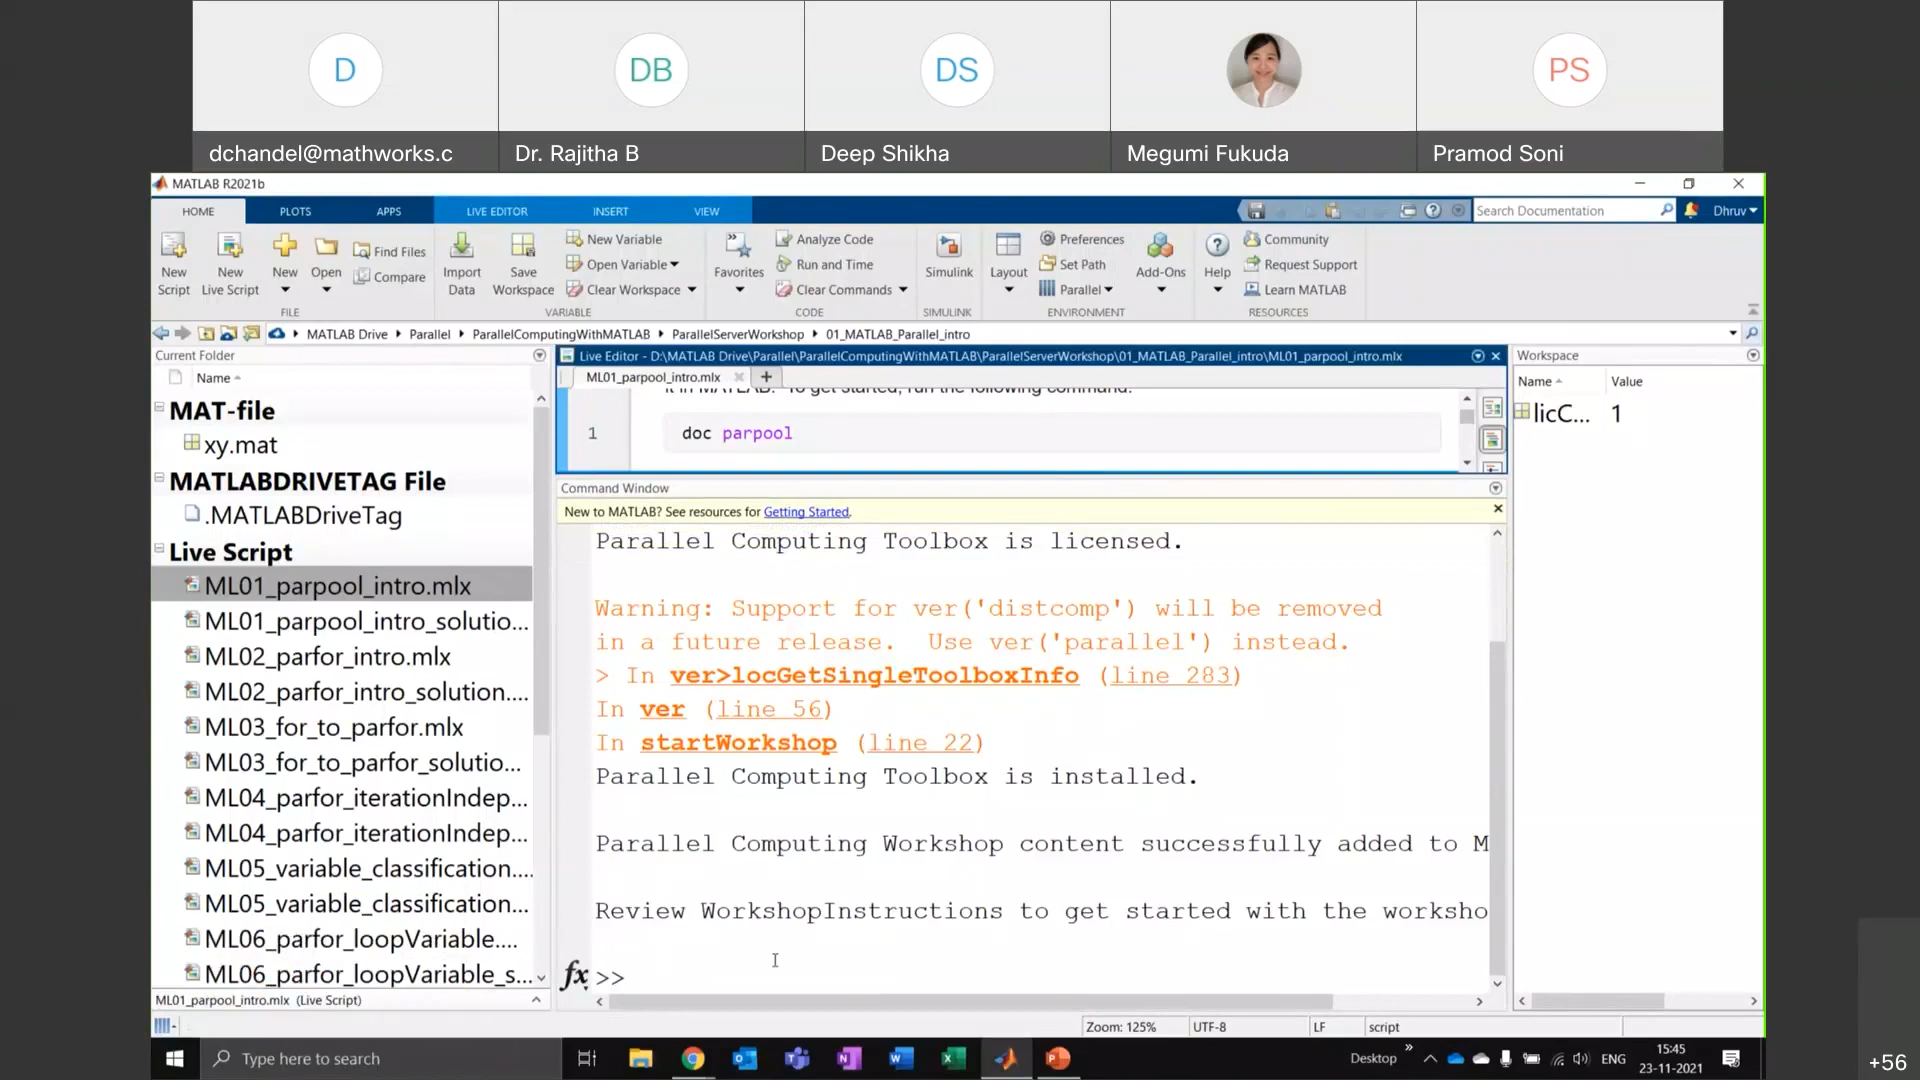 D
DB
DS
PS
dchandel@mathworks.c
Dr. Rajitha B
Deep Shikha
Megumi Fukuda
Pramod Soni
MATLAB R2021b
HOME
PLOTS
APPS
LIVE EDITOR
INSERT
VIEW
Search Documentation
Dhruv
New Script
New Live Script
New
Open
Find Files
Compare
FILE
Import Data
Save Workspace
New Variable
Open Variable
Clear Workspace
VARIABLE
Favorites
Analyze Code
Run and Time
Clear Commands
CODE
Simulink
SIMULINK
Layout
Preferences
Set Path
Parallel
Add-Ons
ENVIRONMENT
Help
Community
Request Support
Learn MATLAB
RESOURCES
MATLAB Drive
Parallel
ParallelComputingWithMATLAB
ParallelServerWorkshop
01_MATLAB_Parallel_intro
Current Folder
Name
MAT-file
xy.mat
MATLABDRIVETAG File
.MATLABDriveTag
Live Script
ML01_parpool_intro.mlx
ML01_parpool_intro_solutio...
ML02_parfor_intro.mlx
ML02_parfor_intro_solution....
ML03_for_to_parfor.mlx
ML03_for_to_parfor_solutio...
ML04_parfor_iterationIndep...
ML04_parfor_iterationIndep...
ML05_variable_classification....
ML05_variable_classification...
ML06_parfor_loopVariable....
ML06_parfor_loopVariable_s...
ML01_parpool_intro.mlx (Live Script)
Live Editor - D:\MATLAB Drive\Parallel\ParallelComputingWithMATLAB\ParallelServerWorkshop\01_MATLAB_Parallel_intro\ML01_parpool_intro.mlx
ML01_parpool_intro.mlx
it in MATLAB. To get started, run the following command:
1
doc parpool
Command Window
New to MATLAB? See resources for Getting Started.
Parallel Computing Toolbox is licensed.
Warning: Support for ver('distcomp') will be removed
in a future release. Use ver('parallel') instead.
> In ver>locGetSingleToolboxInfo (line 283)
In ver (line 56)
In startWorkshop (line 22)
Parallel Computing Toolbox is installed.
Parallel Computing Workshop content successfully added to M
Review WorkshopInstructions to get started with the worksho
fx >>
Workspace
Name
Value
licC...
1
Zoom: 125%
UTF-8
LF
script
Type here to search
Desktop
ENG
15:45
23-11-2021
+56